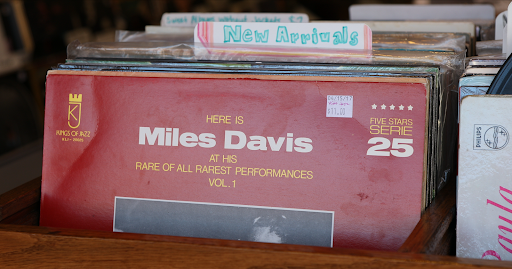 New Arrivals
KJ
KINGS OF JAZZ
HERE IS
Miles Davis
AT HIS
RARE OF ALL RAREST PERFORMANCES
VOL.1
★★★★★
FIVE STARS
SERIE
25
PHILIPS